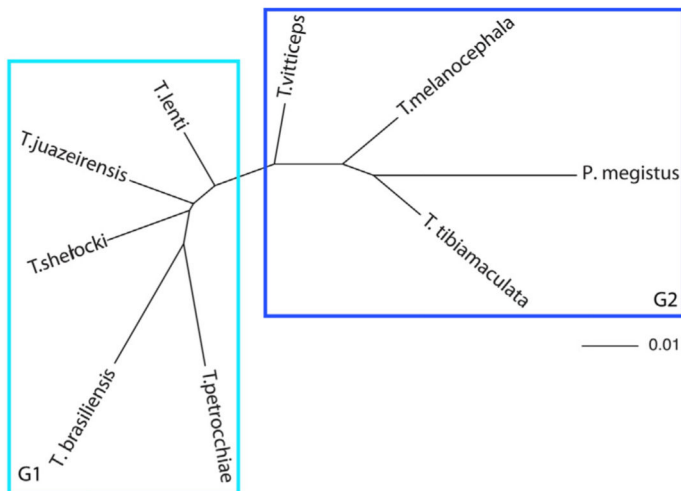 T.vitticeps
T.melanocephala
T.lenti
T.juazeirensis
P. megistus
T.sherlocki
T. tibiamaculata
G2
0.01
T. brasiliensis
T.petrocchiae
G1